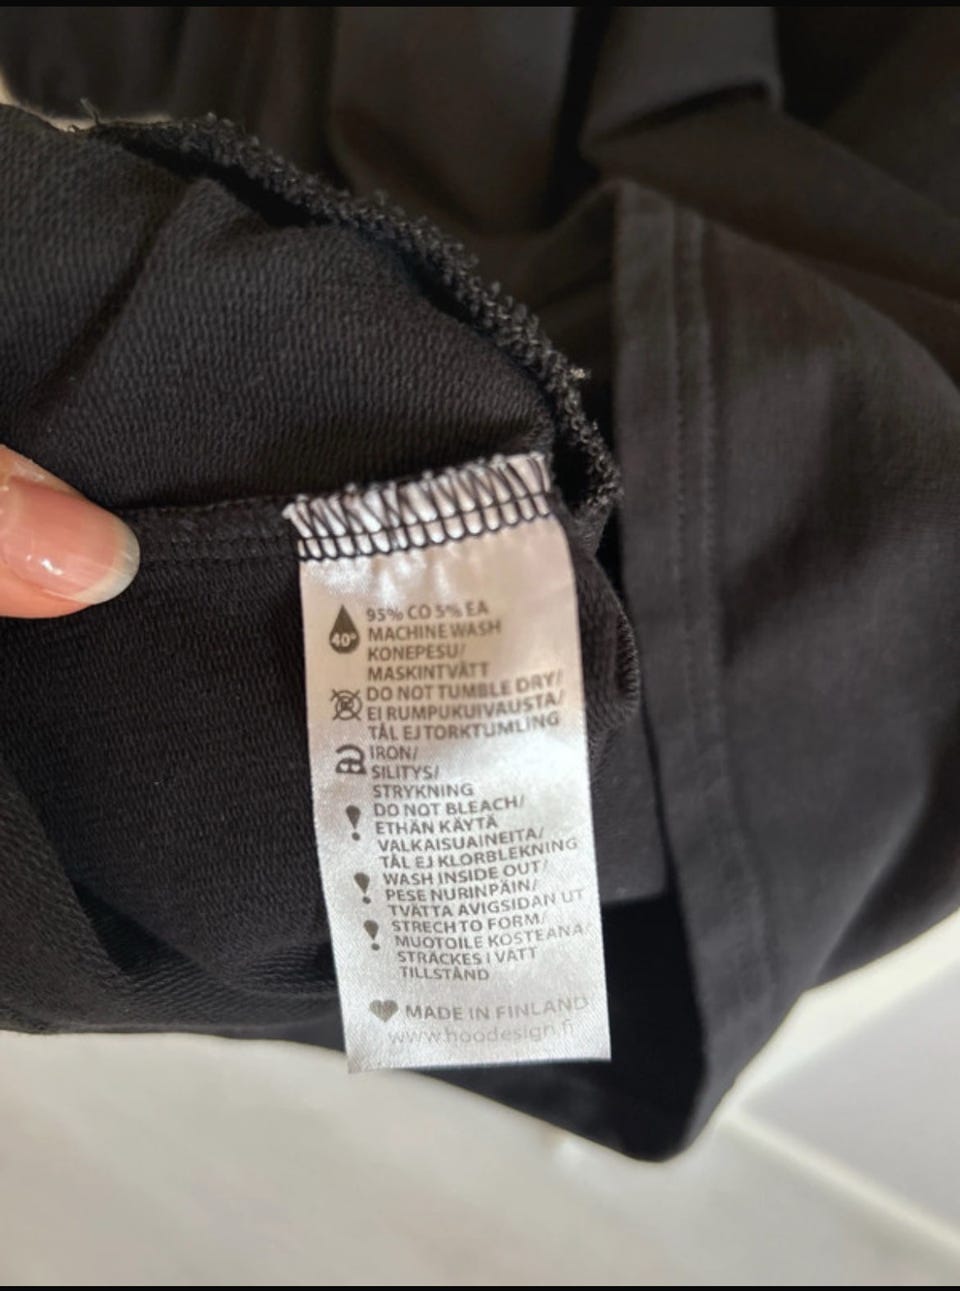 40°
95% CO 5% EA
MACHINE WASH
KONEPESU/
MASKINTVÄTT
DO NOT TUMBLE DRY/
EI RUMPUKUIVAUSTA/
TÅL EJ TORKTUMLING
IRON/
SILITYS/
STRYKNING
DO NOT BLEACH/
ETHÄN KÄYTÄ
VALKAISUAINEITA/
TÅL EJ KLORBLEKNING
WASH INSIDE OUT/
PESE NURINPÄIN/
TVÄTTA AVIGSIDAN UT
STRECH TO FORM/
MUOTOILE KOSTEANA/
STRÄCKES I VÅTT
TILLSTÅND
MADE IN FINLAND
www.hoodesign.fi